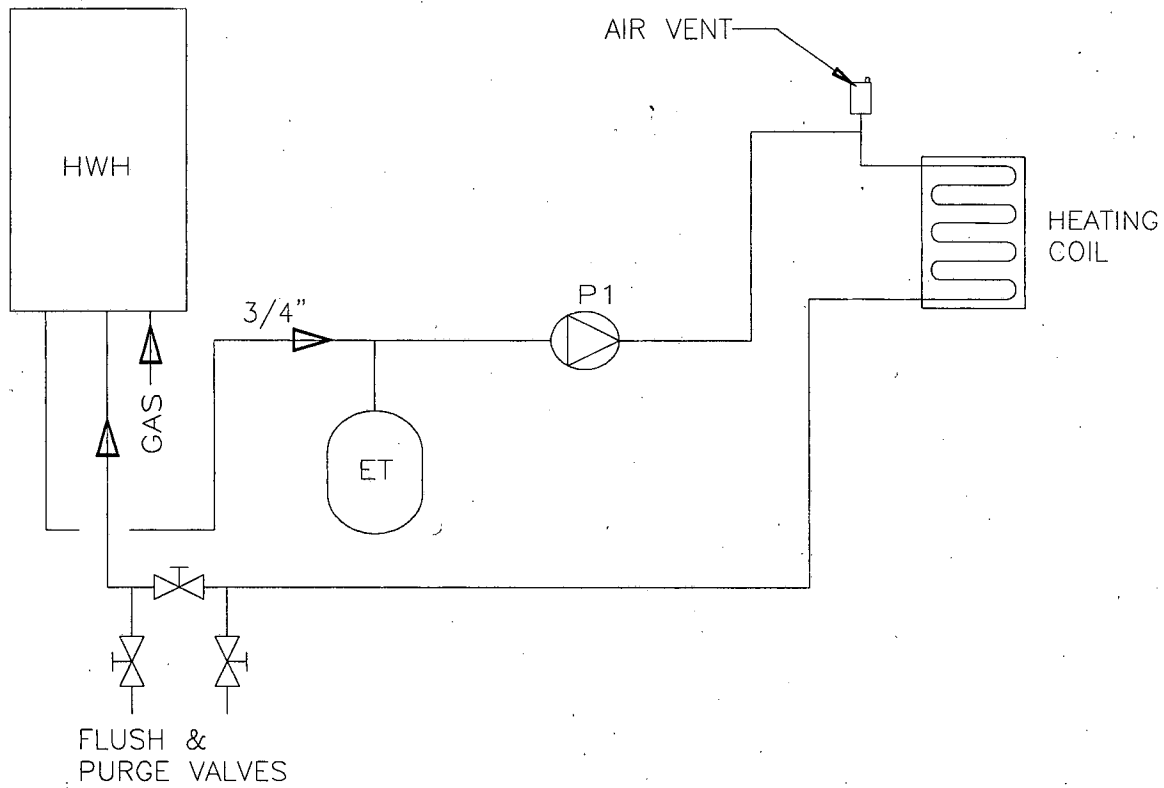 AIR VENT
HWH
HEATING
COIL
3/4"
P1
GAS
ET
FLUSH &
PURGE VALVES